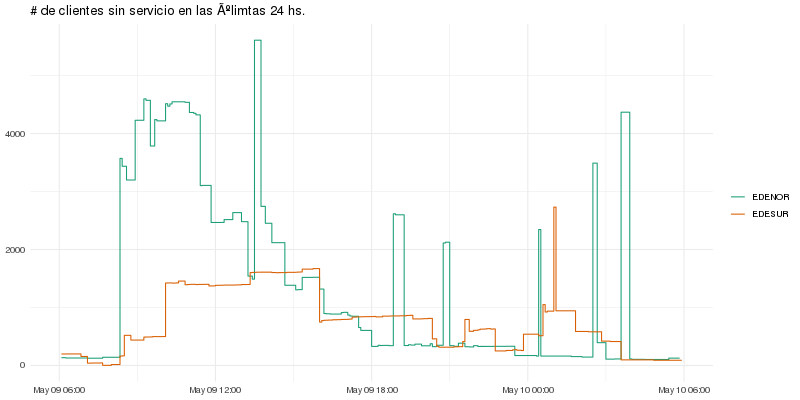 # de clientes sin servicio en las Ãºlimtas 24 hs.
4000
2000
0
May 09 06:00
May 09 12:00
May 09 18:00
May 10 00:00
May 10 06:00
EDENOR
EDESUR